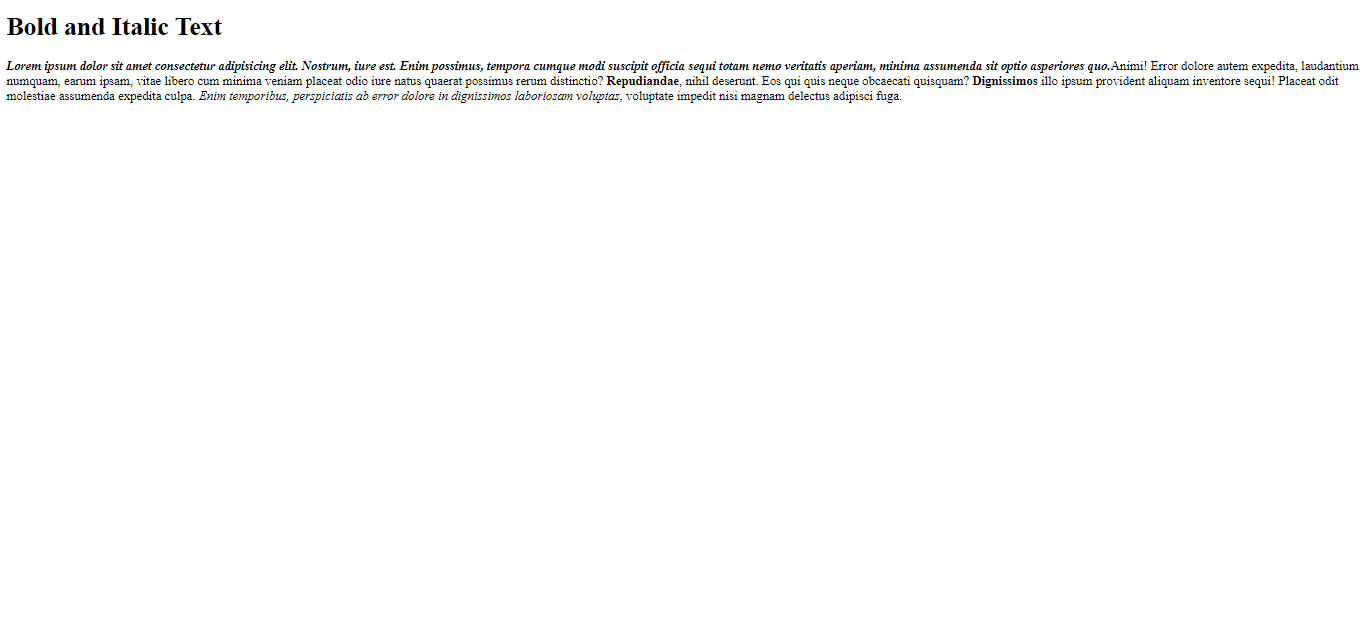 Bold and Italic Text
Lorem ipsum dolor sit amet consectetur adipisicing elit. Nostrum, iure est. Enim possimus, tempora cumque modi suscipit officia sequi totam nemo veritatis aperiam, minima assumenda sit optio asperiores quo.Animi! Error dolore autem expedita, laudantium
numquam, earum ipsam, vitae libero cum minima veniam placeat odio iure natus quaerat possimus rerum distinctio? Repudiandae, nihil deserunt. Eos qui quis neque obcaecati quisquam? Dignissimos illo ipsum provident aliquam inventore sequi! Placeat odit
molestiae assumenda expedita culpa. Enim temporibus, perspiciatis ab error dolore in dignissimos laboriosam voluptas, voluptate impedit nisi magnam delectus adipisci fuga.